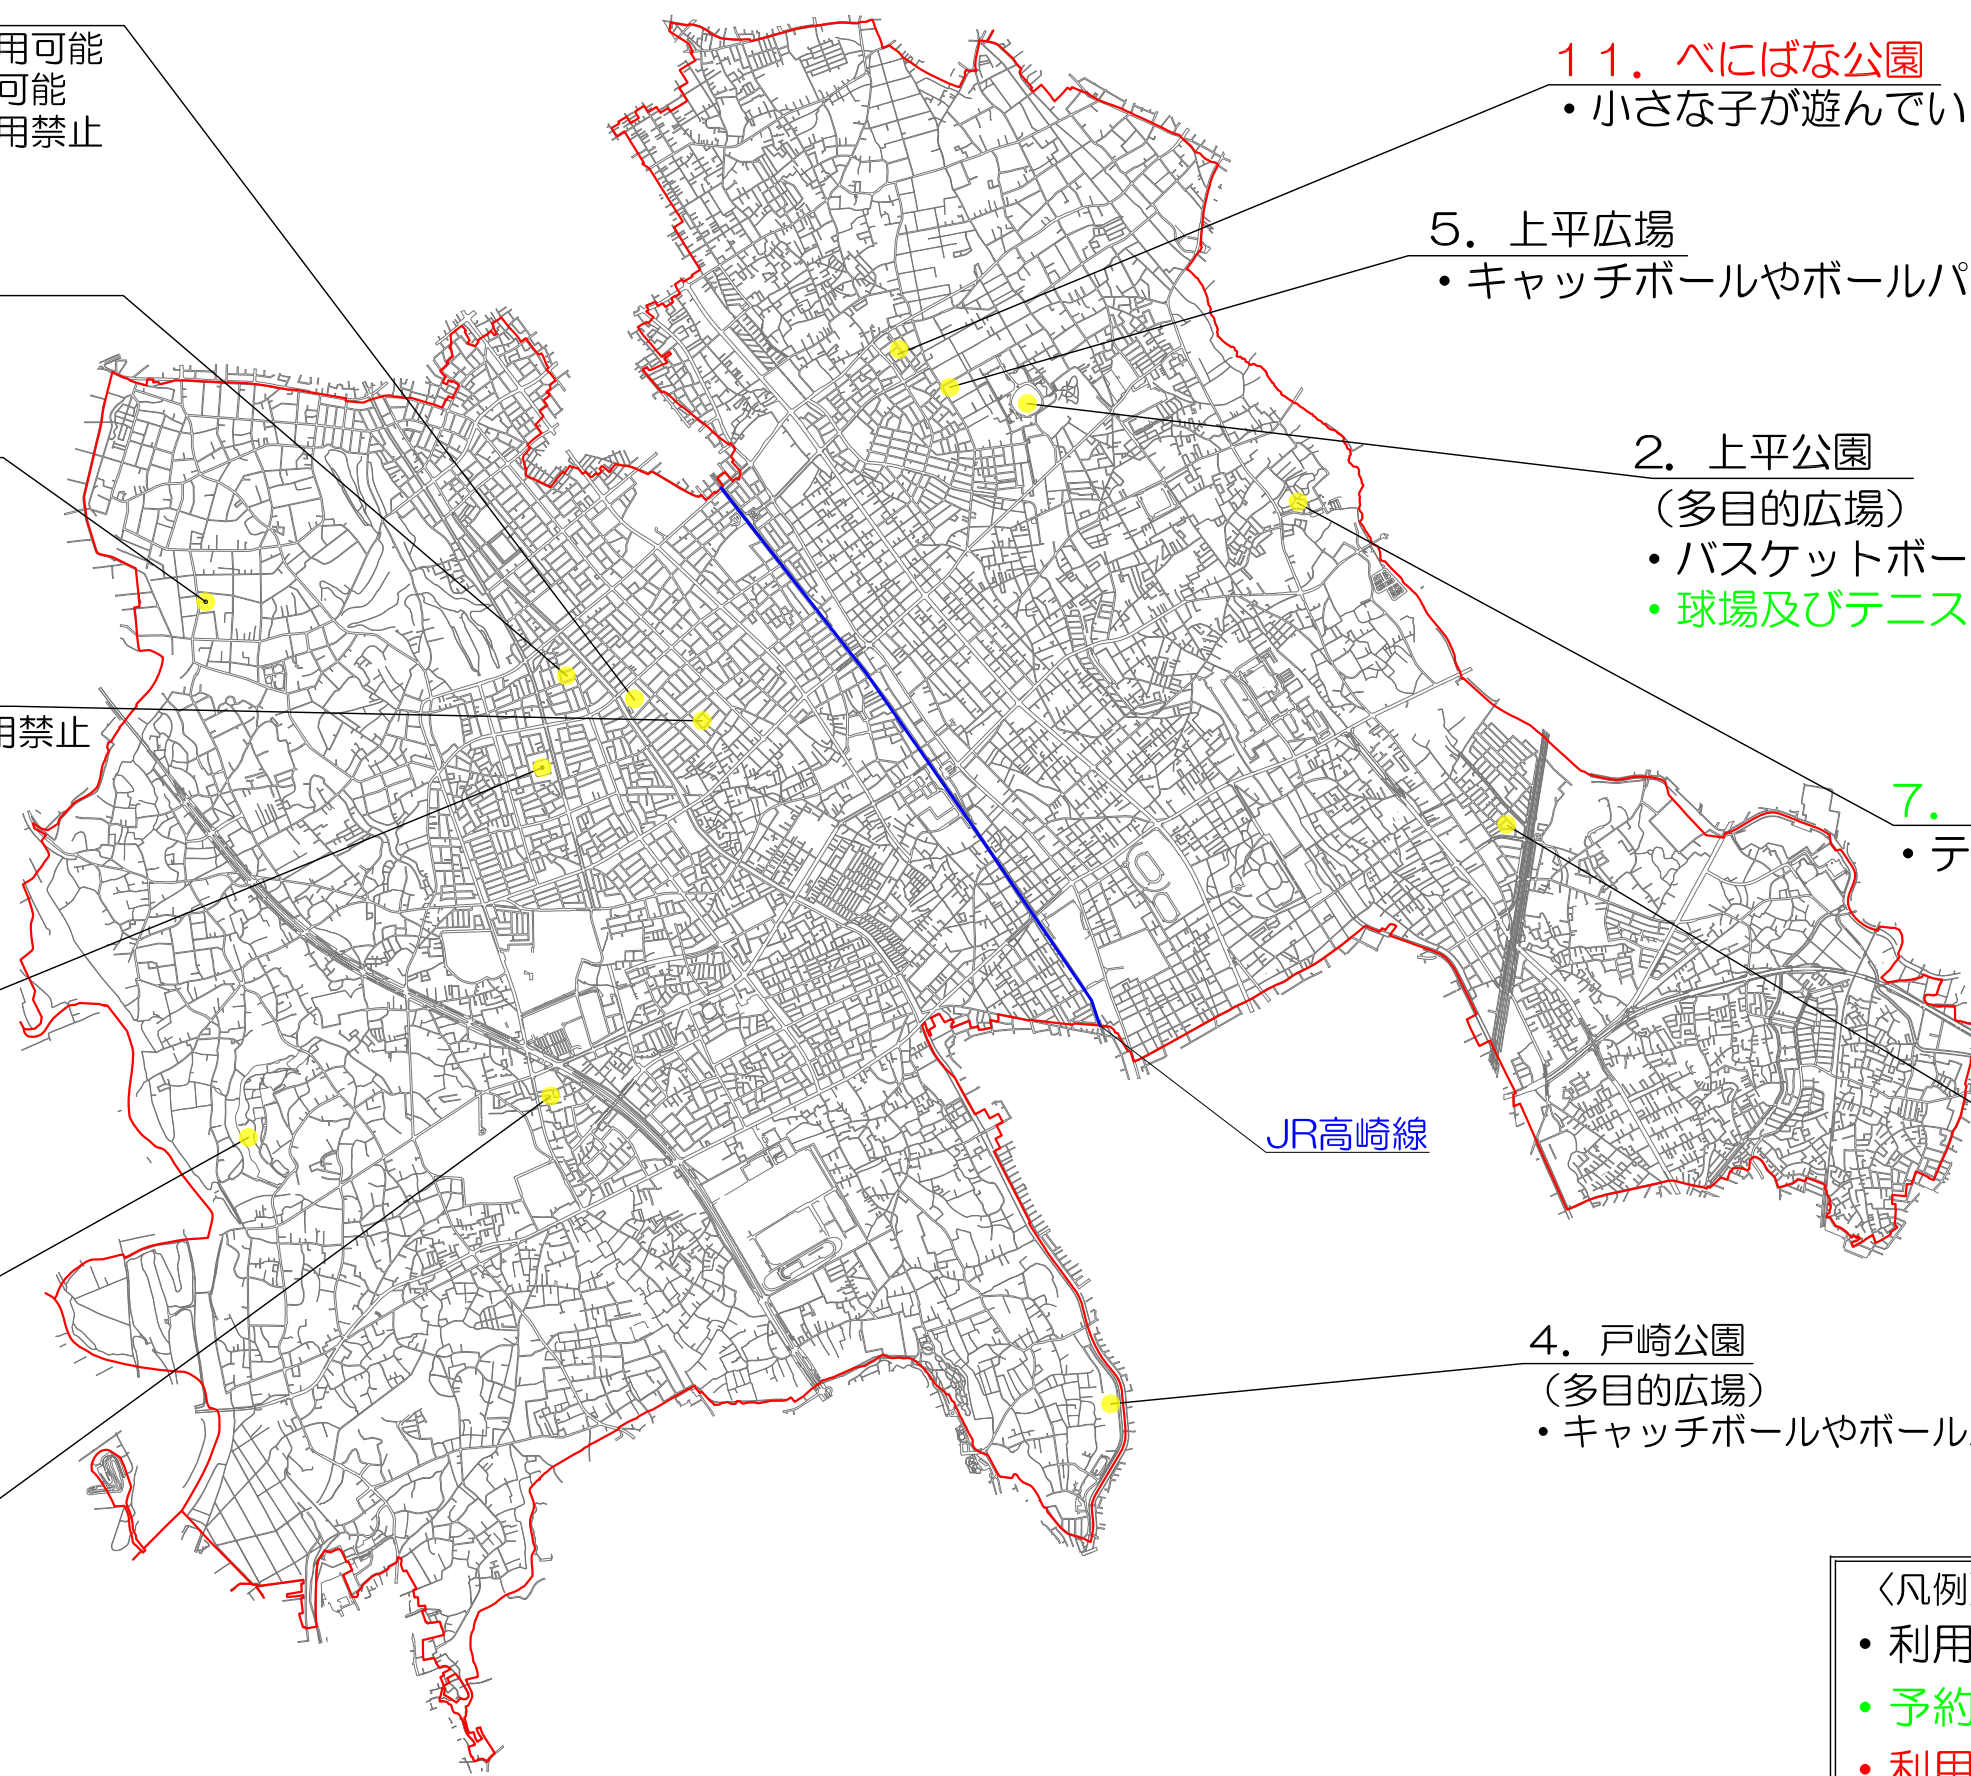 用可能
可能
用禁止
用禁止
１１．べにばな公園
・小さな子が遊んでい
５．上平広場
・キャッチボールやボールパ
２．上平公園
（多目的広場）
・バスケットボー
・球場及びテニス
７．
・テ
JR高崎線
４．戸崎公園
（多目的広場）
・キャッチボールやボール
〈凡例
・利用
・予約
・利用